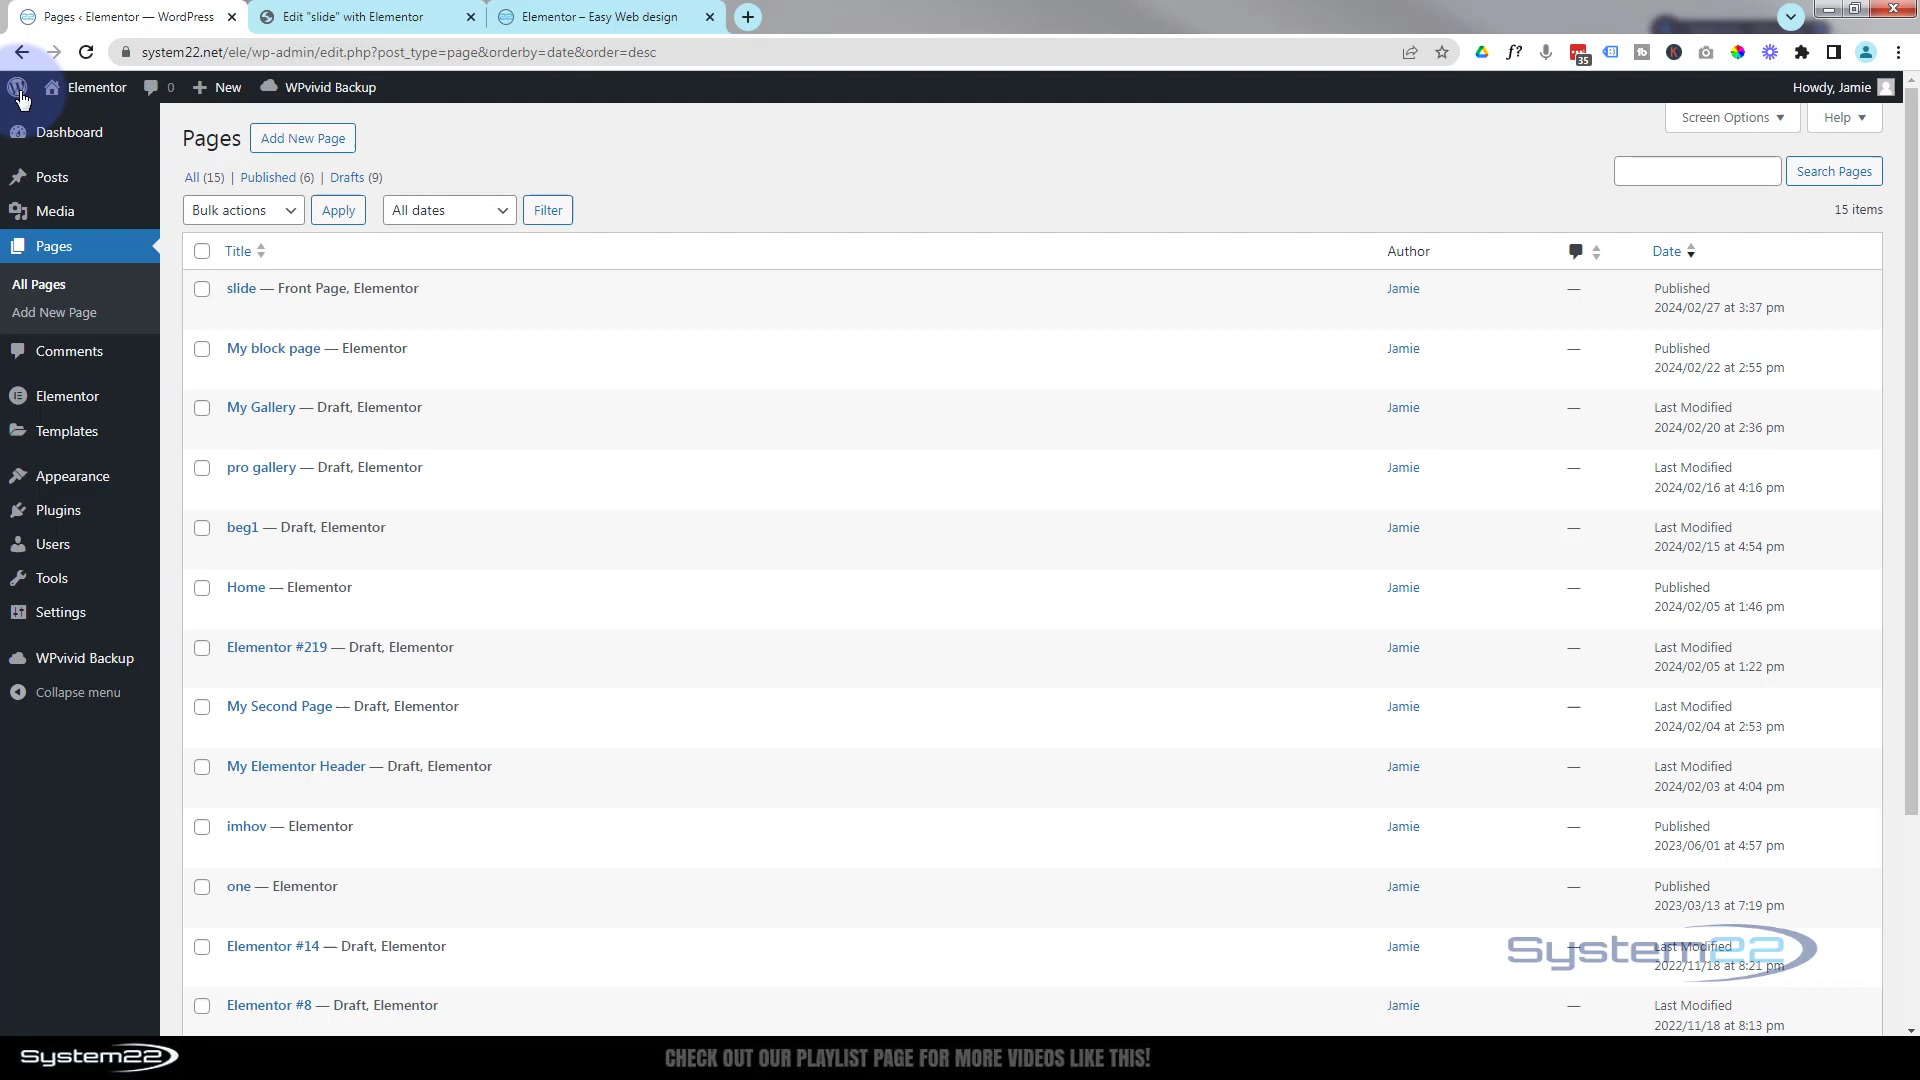 Pages ‹ Elementor — WordPress
Edit "slide" with Elementor
Elementor – Easy Web design
system22.net/ele/wp-admin/edit.php?post_type=page&orderby=date&order=desc
f?
35
tb
K
Elementor
0
New
WPvivid Backup
Howdy, Jamie
Dashboard
Posts
Media
Pages
All Pages
Add New Page
Comments
Elementor
Templates
Appearance
Plugins
Users
Tools
Settings
WPvivid Backup
Collapse menu
Screen Options
Help
Pages
Add New Page
All (15) | Published (6) | Drafts (9)
Search Pages
Bulk actions
Apply
All dates
Filter
15 items
Title
Author
Date
slide — Front Page, Elementor
Jamie
—
Published
2024/02/27 at 3:37 pm
My block page — Elementor
Jamie
—
Published
2024/02/22 at 2:55 pm
My Gallery — Draft, Elementor
Jamie
—
Last Modified
2024/02/20 at 2:36 pm
pro gallery — Draft, Elementor
Jamie
—
Last Modified
2024/02/16 at 4:16 pm
beg1 — Draft, Elementor
Jamie
—
Last Modified
2024/02/15 at 4:54 pm
Home — Elementor
Jamie
—
Published
2024/02/05 at 1:46 pm
Elementor #219 — Draft, Elementor
Jamie
—
Last Modified
2024/02/05 at 1:22 pm
My Second Page — Draft, Elementor
Jamie
—
Last Modified
2024/02/04 at 2:53 pm
My Elementor Header — Draft, Elementor
Jamie
—
Last Modified
2024/02/03 at 4:04 pm
imhov — Elementor
Jamie
—
Published
2023/06/01 at 4:57 pm
one — Elementor
Jamie
—
Published
2023/03/13 at 7:19 pm
Elementor #14 — Draft, Elementor
Jamie
—
Last Modified
2022/11/18 at 8:21 pm
System22
Elementor #8 — Draft, Elementor
Jamie
—
Last Modified
2022/11/18 at 8:13 pm
System22
CHECK OUT OUR PLAYLIST PAGE FOR MORE VIDEOS LIKE THIS!